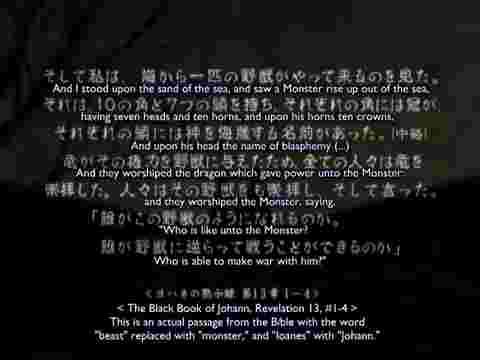 そして私は、海から一匹の野獣がやって来るのを見た。
And I stood upon the sand of the sea, and saw a Monster rise up out of the sea,
それは、10の角と7つの頭を持ち、それぞれの角には冠が、
having seven heads and ten horns, and upon his horns ten crowns,
それぞれの頭には神を侮辱する名前があった。(中略)
And upon his head the name of blasphemy (...)
竜がその権力を野獣に与えたため、全ての人々は竜を
And they worshiped the dragon which gave power unto the Monster:
崇拝した。人々はその野獣をも崇拝し、そして言った。
and they worshiped the Monster, saying,
「誰がこの野獣のようになれるのか。
"Who is like unto the Monster?
誰が野獣に逆らって戦うことができるのか」
Who is able to make war with him?"
<ヨハネの黙示録 第13章 1-4>
< The Black Book of Johann, Revelation 13, #1-4 >
This is an actual passage from the Bible with the word
"beast" replaced with "monster," and "Ioanes" with "Johann."